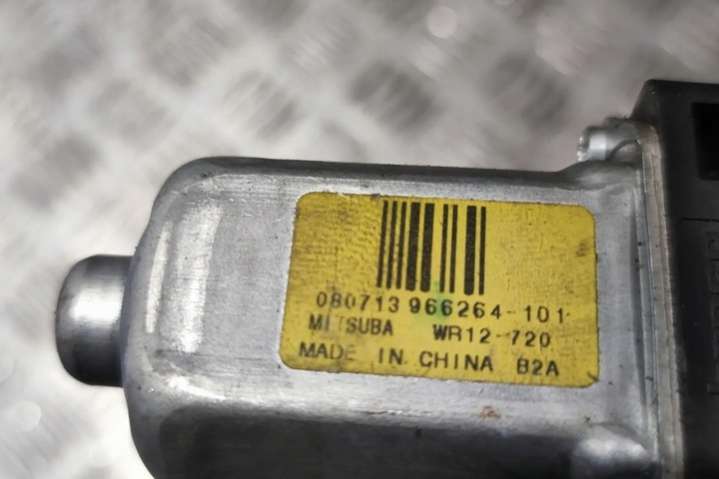 080713 966264-101
MITSUBA WR12-720
MADE IN CHINA B2A